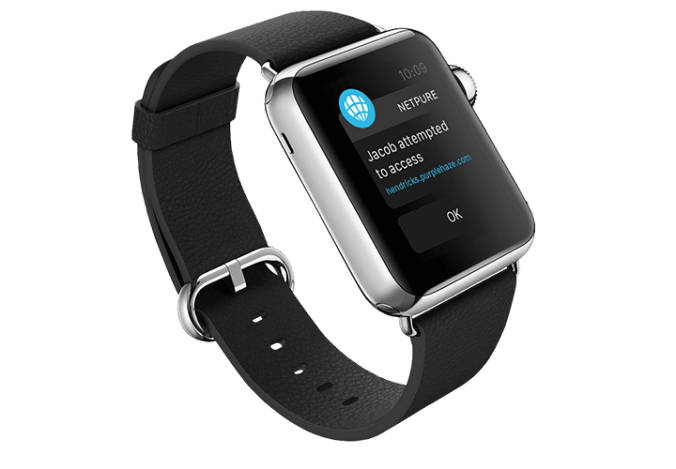 10:09
NETPURE
Jacob attempted
to access
hendricks.purplehaze.com
OK